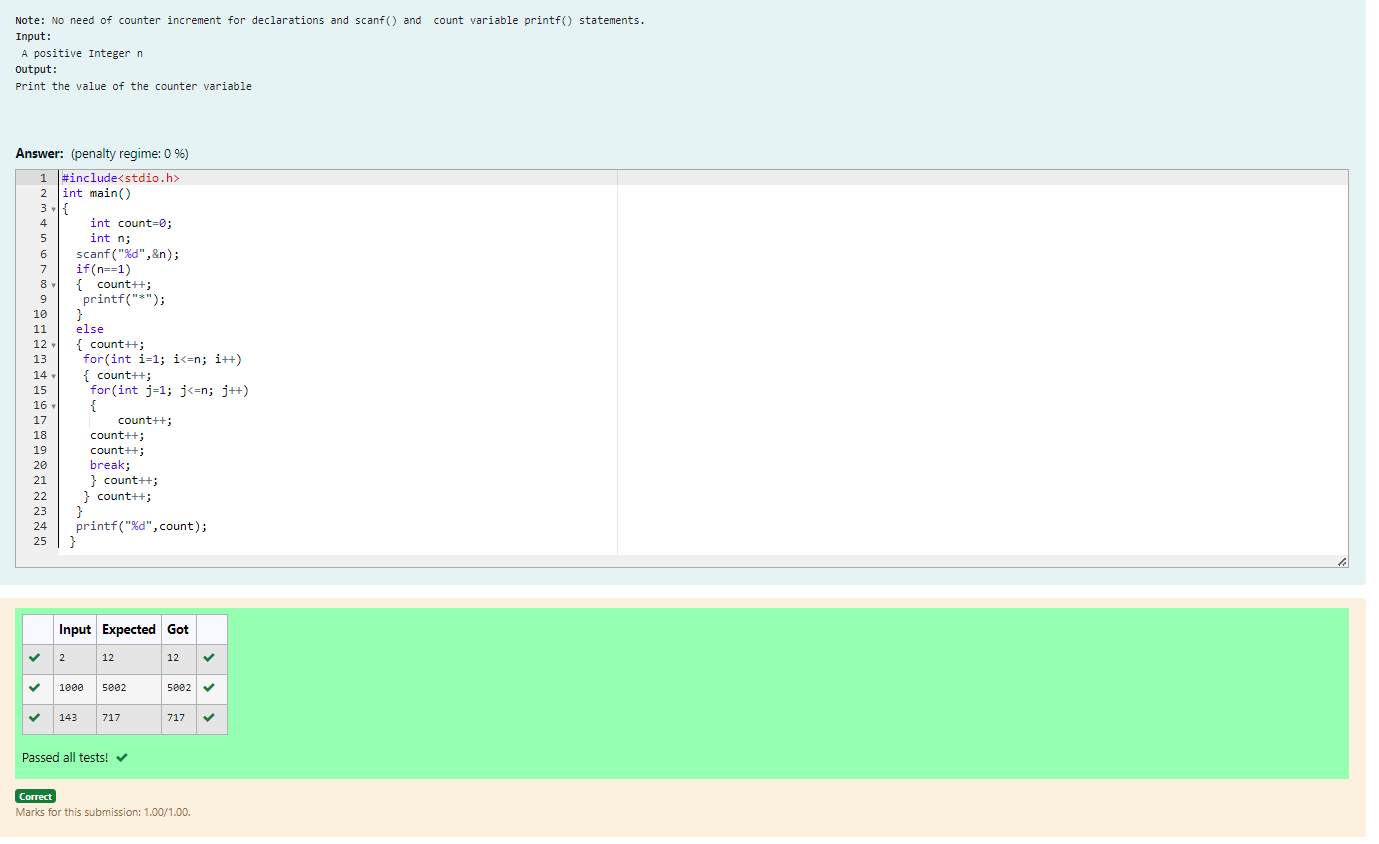 Note: No need of counter increment for declarations and scanf() and  count variable printf() statements.
Input:
 A positive Integer n
Output:
Print the value of the counter variable
Answer: (penalty regime: 0 %)
1 #include<stdio.h>
2 int main()
3 {
4     int count=0;
5     int n;
6   scanf("%d",&n);
7   if(n==1)
8   {  count++;
9    printf("*");
10   }
11   else
12   { count++;
13    for(int i=1; i<=n; i++)
14    { count++;
15     for(int j=1; j<=n; j++)
16     {
17         count++;
18     count++;
19     count++;
20     break;
21     } count++;
22    } count++;
23   }
24   printf("%d",count);
25  }
Input Expected Got
2 12 12
1000 5002 5002
143 717 717
Passed all tests!
Correct
Marks for this submission: 1.00/1.00.